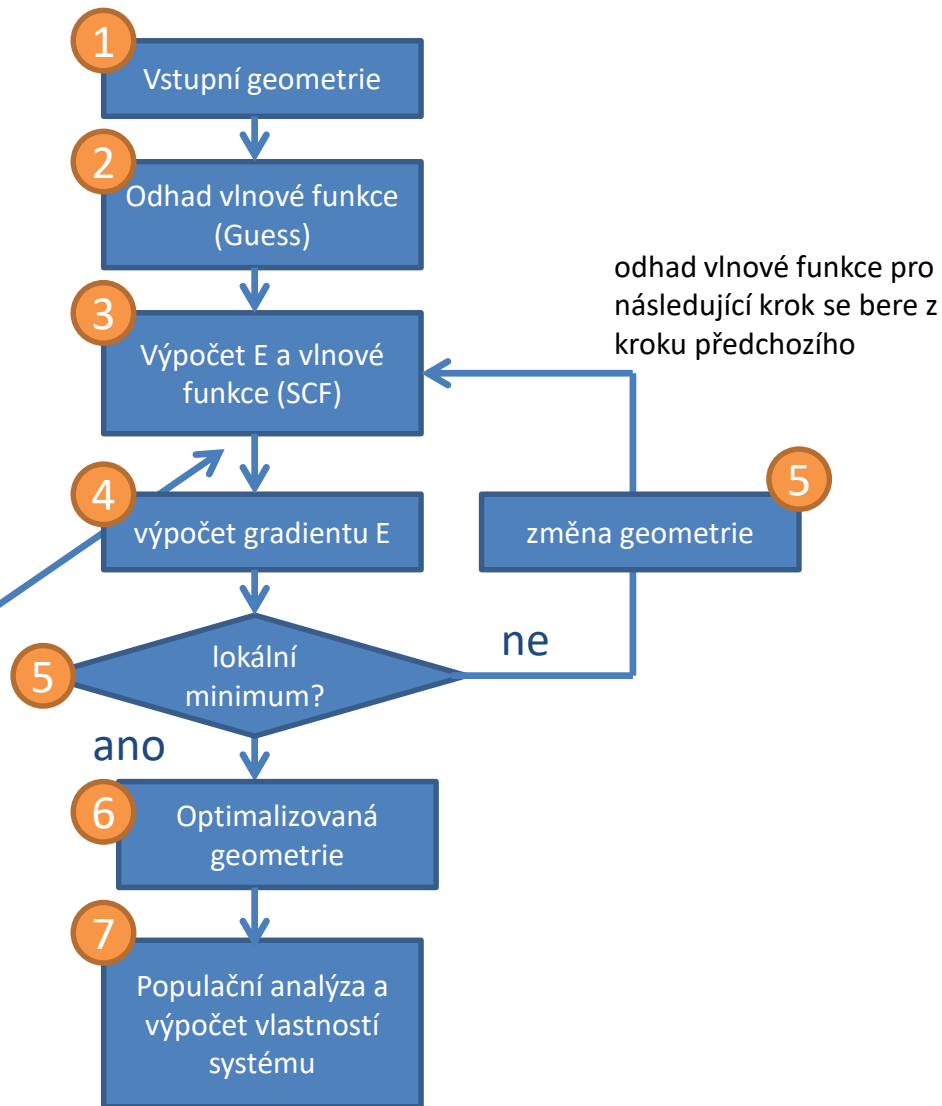 1
Vstupní geometrie
2
Odhad vlnové funkce
(Guess)
odhad vlnové funkce pro
následující krok se bere z
kroku předchozího
3
Výpočet E a vlnové
funkce (SCF)
4
výpočet gradientu E
5
změna geometrie
5
lokální
minimum?
ne
ano
6
Optimalizovaná
geometrie
7
Populační analýza a
výpočet vlastností
systému